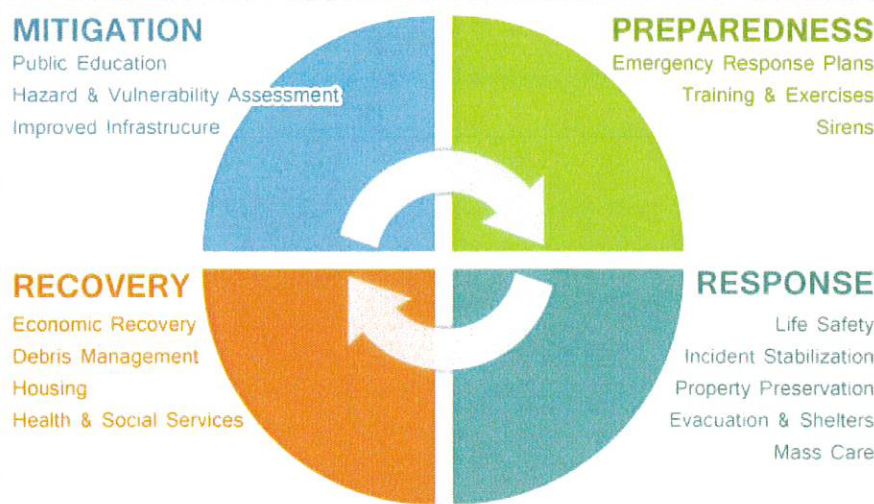 MITIGATION
Public Education
Hazard & Vulnerability Assessment
Improved Infrastrucure
PREPAREDNESS
Emergency Response Plans
Training & Exercises
Sirens
RECOVERY
Economic Recovery
Debris Management
Housing
Health & Social Services
RESPONSE
Life Safety
Incident Stabilization
Property Preservation
Evacuation & Shelters
Mass Care